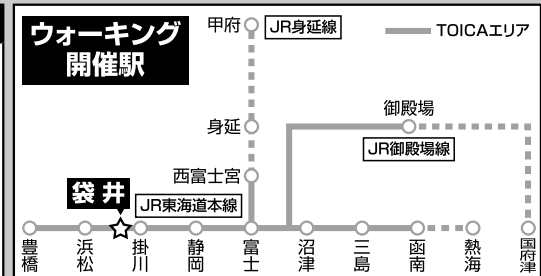 ウォーキング
開催駅
甲府
JR身延線
TOICAエリア
身延
御殿場
JR御殿場線
西富士宮
袋井
JR東海道本線
豊橋
浜松
掛川
静岡
富士
沼津
三島
函南
熱海
国府津